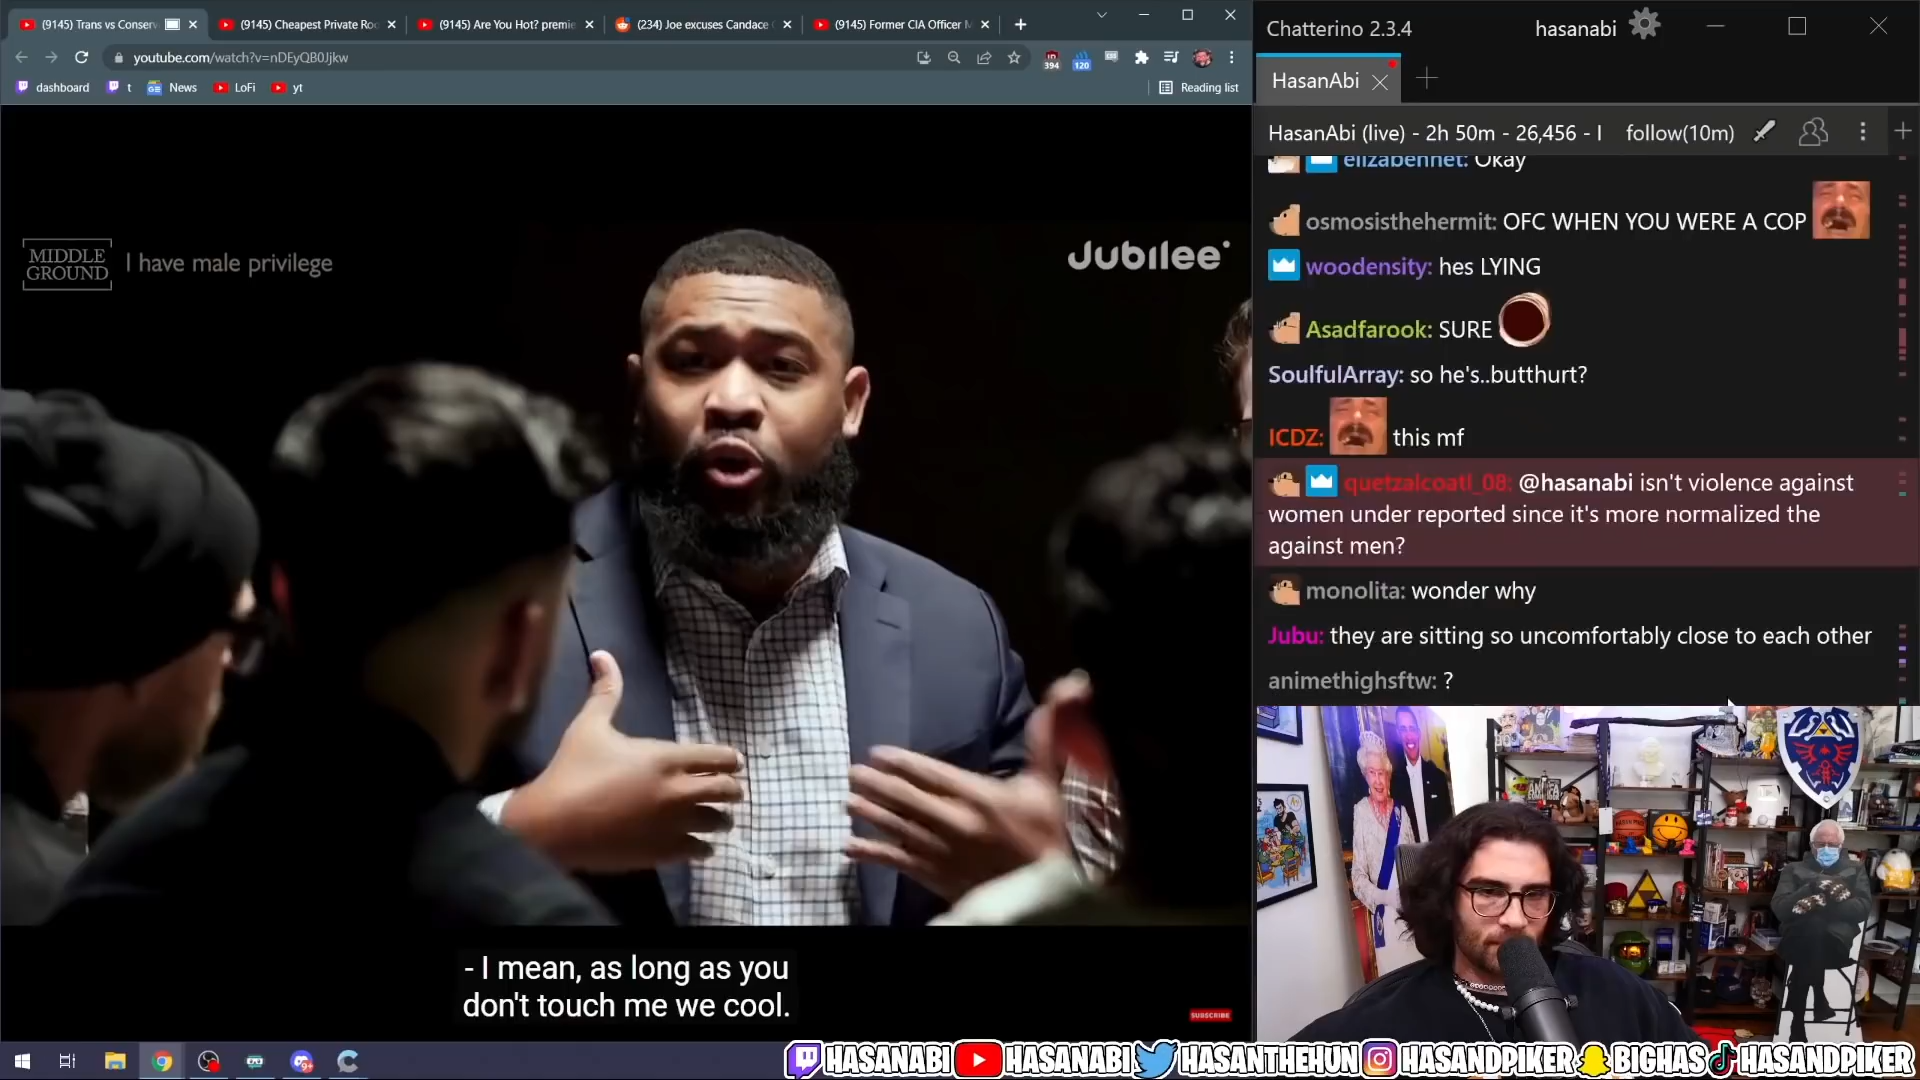 (9145) Trans vs Conserv
(9145) Cheapest Private Roo
(9145) Are You Hot? premie
(234) Joe excuses Candace
(9145) Former CIA Officer
youtube.com/watch?v=nDEyQB0Jjkw
394
120
dashboard
t
News
LoFi
yt
Reading list
MIDDLE
GROUND
I have male privilege
Jubilee
- I mean, as long as you
don't touch me we cool.
SUBSCRIBE
Chatterino 2.3.4
hasanabi
HasanAbi
HasanAbi (live) - 2h 50m - 26,456 - I
follow(10m)
elizabennet: Okay
osmosisthehermit: OFC WHEN YOU WERE A COP
woodensity: hes LYING
Asadfarook: SURE
SoulfulArray: so he's..butthurt?
ICDZ: this mf
quetzalcoatl_08: @hasanabi isn't violence against
women under reported since it's more normalized the
against men?
monolita: wonder why
Jubu: they are sitting so uncomfortably close to each other
animethighsftw: ?
HASANABI
HASANABI
HASANTHEHUN
HASANDPIKER
BIGHAS
HASANDPIKER